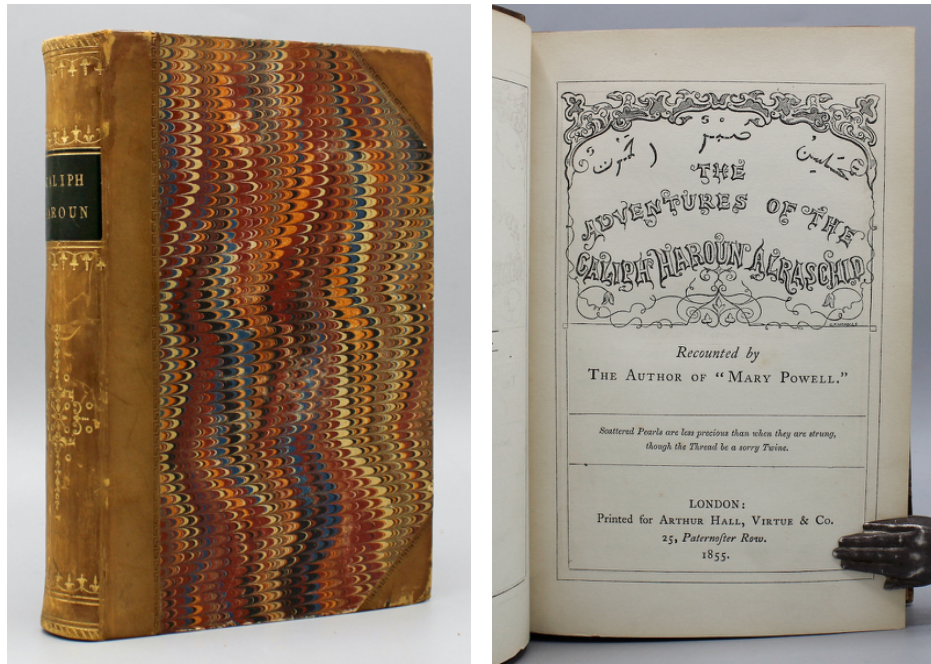 CALIPH
HAROUN
THE
ADVENTURES OF THE
CALIPH HAROUN ALRASCHID.
Recounted by
THE AUTHOR OF “MARY POWELL.”
Scattered Pearls are less precious than when they are strung,
though the Thread be a sorry Twine.
LONDON:
Printed for ARTHUR HALL, VIRTUE & CO.
25, Paternoſter Row.
1855.